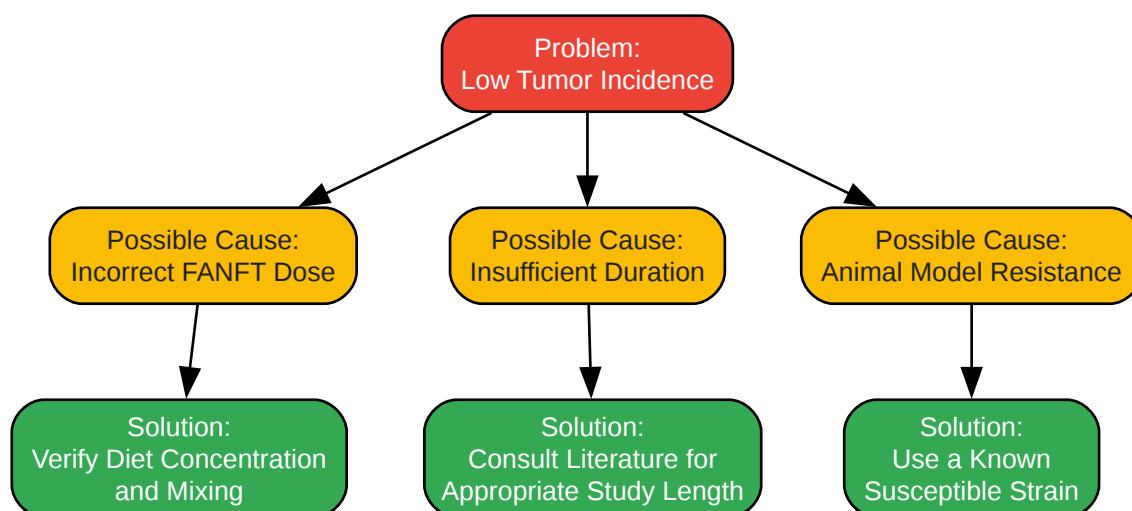 Problem:
Low Tumor Incidence
Possible Cause:
Incorrect FANFT Dose
Possible Cause:
Insufficient Duration
Possible Cause:
Animal Model Resistance
Solution:
Verify Diet Concentration
and Mixing
Solution:
Consult Literature for
Appropriate Study Length
Solution:
Use a Known
Susceptible Strain